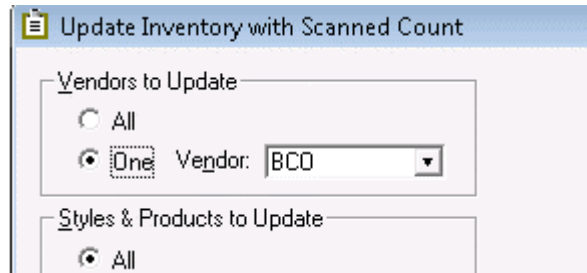 Update Inventory with Scanned Count
Vendors to Update
All
One Vendor: BCO
Styles & Products to Update
All